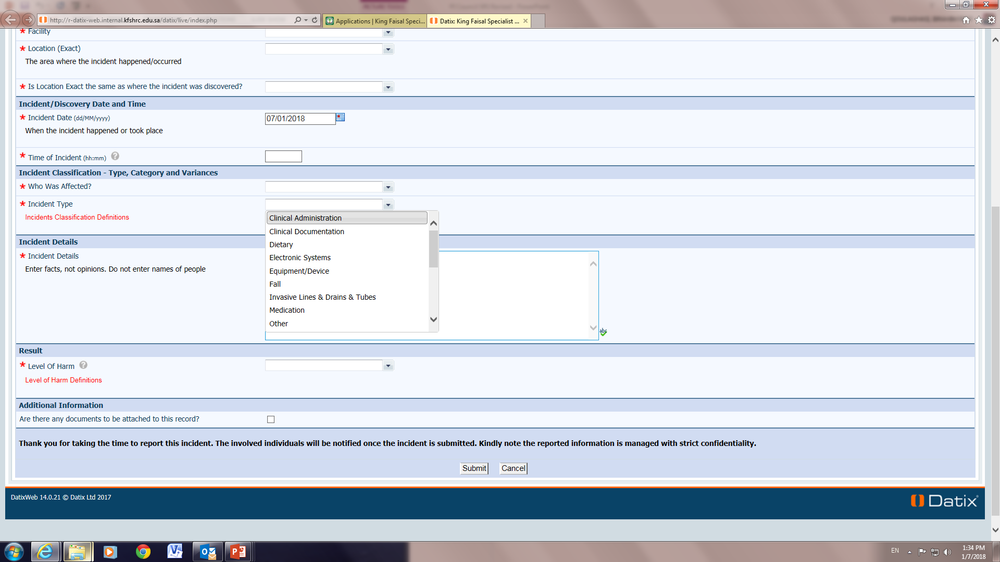 http://r-datix-web.internal.kfshrc.edu.sa/datix/live/index.php
Applications | King Faisal Speci...
Datix: King Faisal Specialist ...
* Facility
* Location (Exact)
The area where the incident happened/occurred
* Is Location Exact the same as where the incident was discovered?
Incident/Discovery Date and Time
* Incident Date (dd/MM/yyyy)
07/01/2018
When the incident happened or took place
* Time of Incident (hh:mm) ?
Incident Classification - Type, Category and Variances
* Who Was Affected?
* Incident Type
Incidents Classification Definitions
Clinical Administration
Clinical Documentation
Dietary
Electronic Systems
Equipment/Device
Fall
Invasive Lines & Drains & Tubes
Medication
Other
Incident Details
* Incident Details
Enter facts, not opinions. Do not enter names of people
abc
Result
* Level Of Harm ?
Level of Harm Definitions
Additional Information
Are there any documents to be attached to this record?
Thank you for taking the time to report this incident. The involved individuals will be notified once the incident is submitted. Kindly note the reported information is managed with strict confidentiality.
Submit
Cancel
DatixWeb 14.0.21 © Datix Ltd 2017
Datix
EN
1:34 PM
1/7/2018